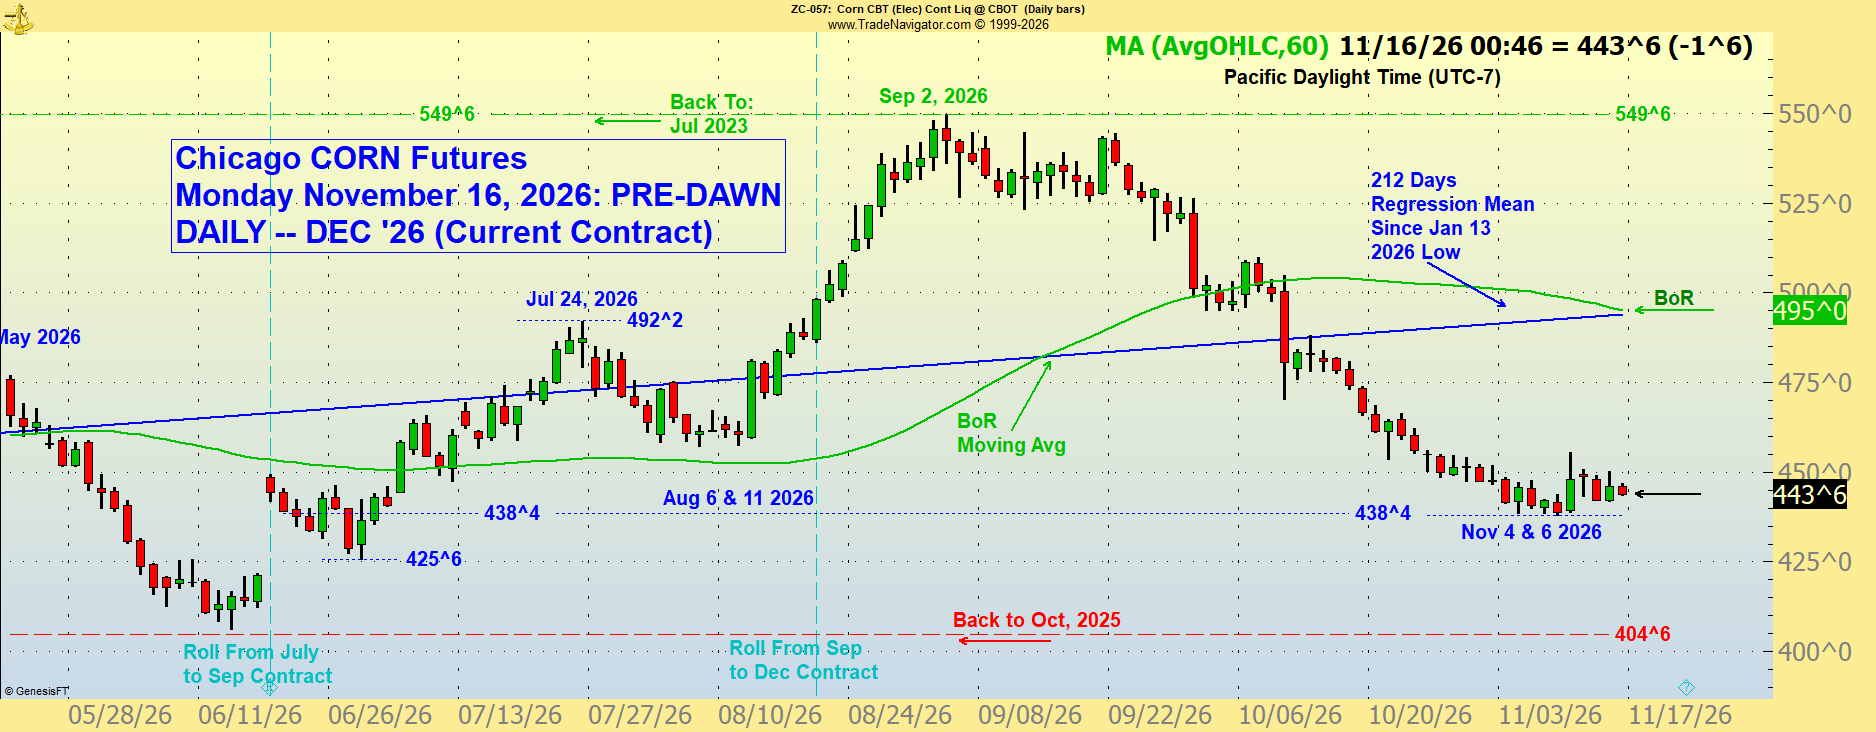 ZC-057: Corn CBT (Elec) Cont Liq @ CBOT (Daily bars)
www.TradeNavigator.com © 1999-2026
MA (AvgOHLC,60) 11/16/26 00:46 = 443^6 (-1^6)
Pacific Daylight Time (UTC-7)
Sep 2, 2026
549^6
Back To:
Jul 2023
549^6
550^0
Chicago CORN Futures
Monday November 16, 2026: PRE-DAWN
DAILY -- DEC '26 (Current Contract)
212 Days
Regression Mean
Since Jan 13
2026 Low
525^0
500^0
Jul 24, 2026
492^2
BoR
495^0
May 2026
475^0
BoR
Moving Avg
450^0
443^6
Aug 6 & 11 2026
438^4
438^4
Nov 4 & 6 2026
425^6
425^0
Back to Oct, 2025
404^6
400^0
Roll From July
to Sep Contract
Roll From Sep
to Dec Contract
R
?
© GenesisFT
05/28/26 06/11/26 06/26/26 07/13/26 07/27/26 08/10/26 08/24/26 09/08/26 09/22/26 10/06/26 10/20/26 11/03/26 11/17/26